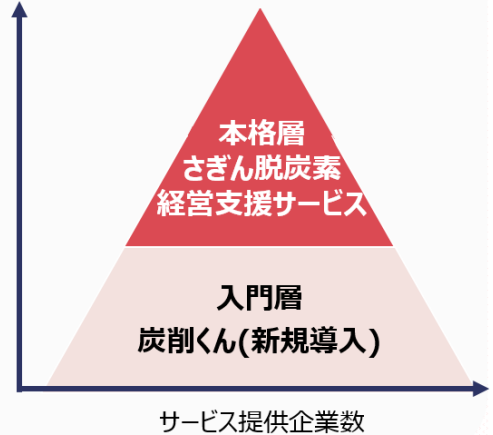 本格層
さぎん脱炭素
経営支援サービス
入門層
炭削くん(新規導入)
サービス提供企業数